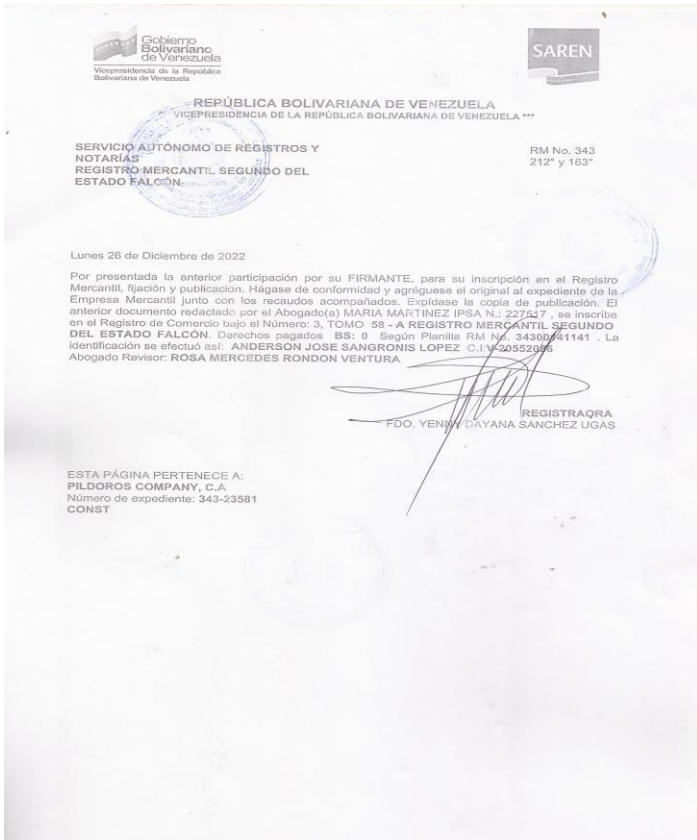 Gobierno
Bolivariano
de Venezuela
Vicepresidencia de la República
Bolivariana de Venezuela
SAREN
REPÚBLICA BOLIVARIANA DE VENEZUELA
VICEPRESIDENCIA DE LA REPÚBLICA BOLIVARIANA DE VENEZUELA ***
SERVICIO AUTÓNOMO DE REGISTROS Y
NOTARÍAS
REGISTRO MERCANTIL SEGUNDO DEL
ESTADO FALCÓN
RM No. 343
212° y 163°
Lunes 26 de Diciembre de 2022
Por presentada la anterior participación por su FIRMANTE, para su inscripción en el Registro
Mercantil, fijación y publicación. Hágase de conformidad y agréguese el original al expediente de la
Empresa Mercantil junto con los recaudos acompañados. Expídase la copia de publicación. El
anterior documento redactado por el Abogado(a) MARIA MARTINEZ IPSA N.: 227517 , se inscribe
en el Registro de Comercio bajo el Número: 3, TOMO 58 - A REGISTRO MERCANTIL SEGUNDO
DEL ESTADO FALCÓN. Derechos pagados BS: 0 Según Planilla RM No. . La
identificación se efectuó así: ANDERSON JOSE SANGRONIS LOPEZ C.I:
Abogado Revisor: ROSA MERCEDES RONDON VENTURA
REGISTRAQRA
FDO. YENNY DAYANA SANCHEZ UGAS
ESTA PÁGINA PERTENECE A:
PILDOROS COMPANY, C.A
Número de expediente: 343-23581
CONST